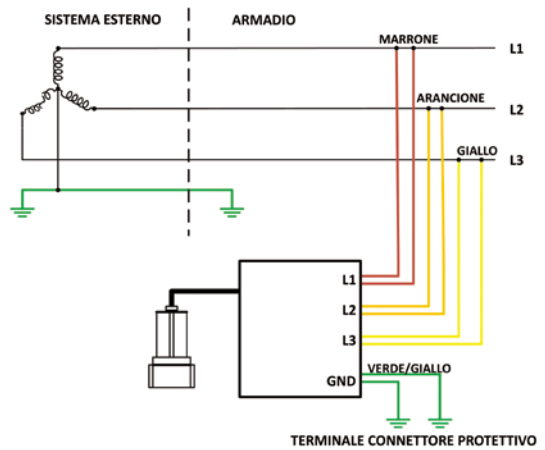 SISTEMA ESTERNO
ARMADIO
MARRONE
L1
ARANCIONE
L2
GIALLO
L3
L1
L2
L3
VERDE/GIALLO
GND
TERMINALE CONNETTORE PROTETTIVO